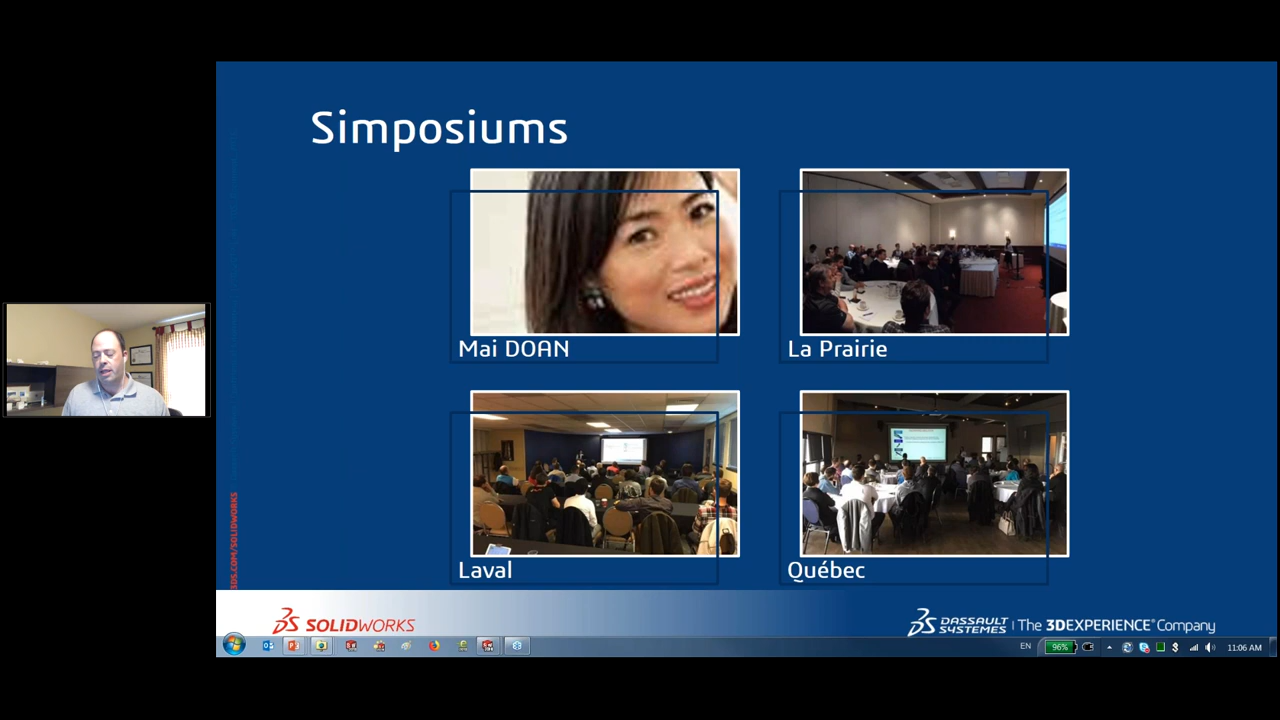 Simposiums
Mai DOAN
La Prairie
Laval
Québec
3DS.COM/SOLIDWORKS
SOLIDWORKS
DASSAULT SYSTEMES | The 3DEXPERIENCE® Company
EN
96%
11:06 AM